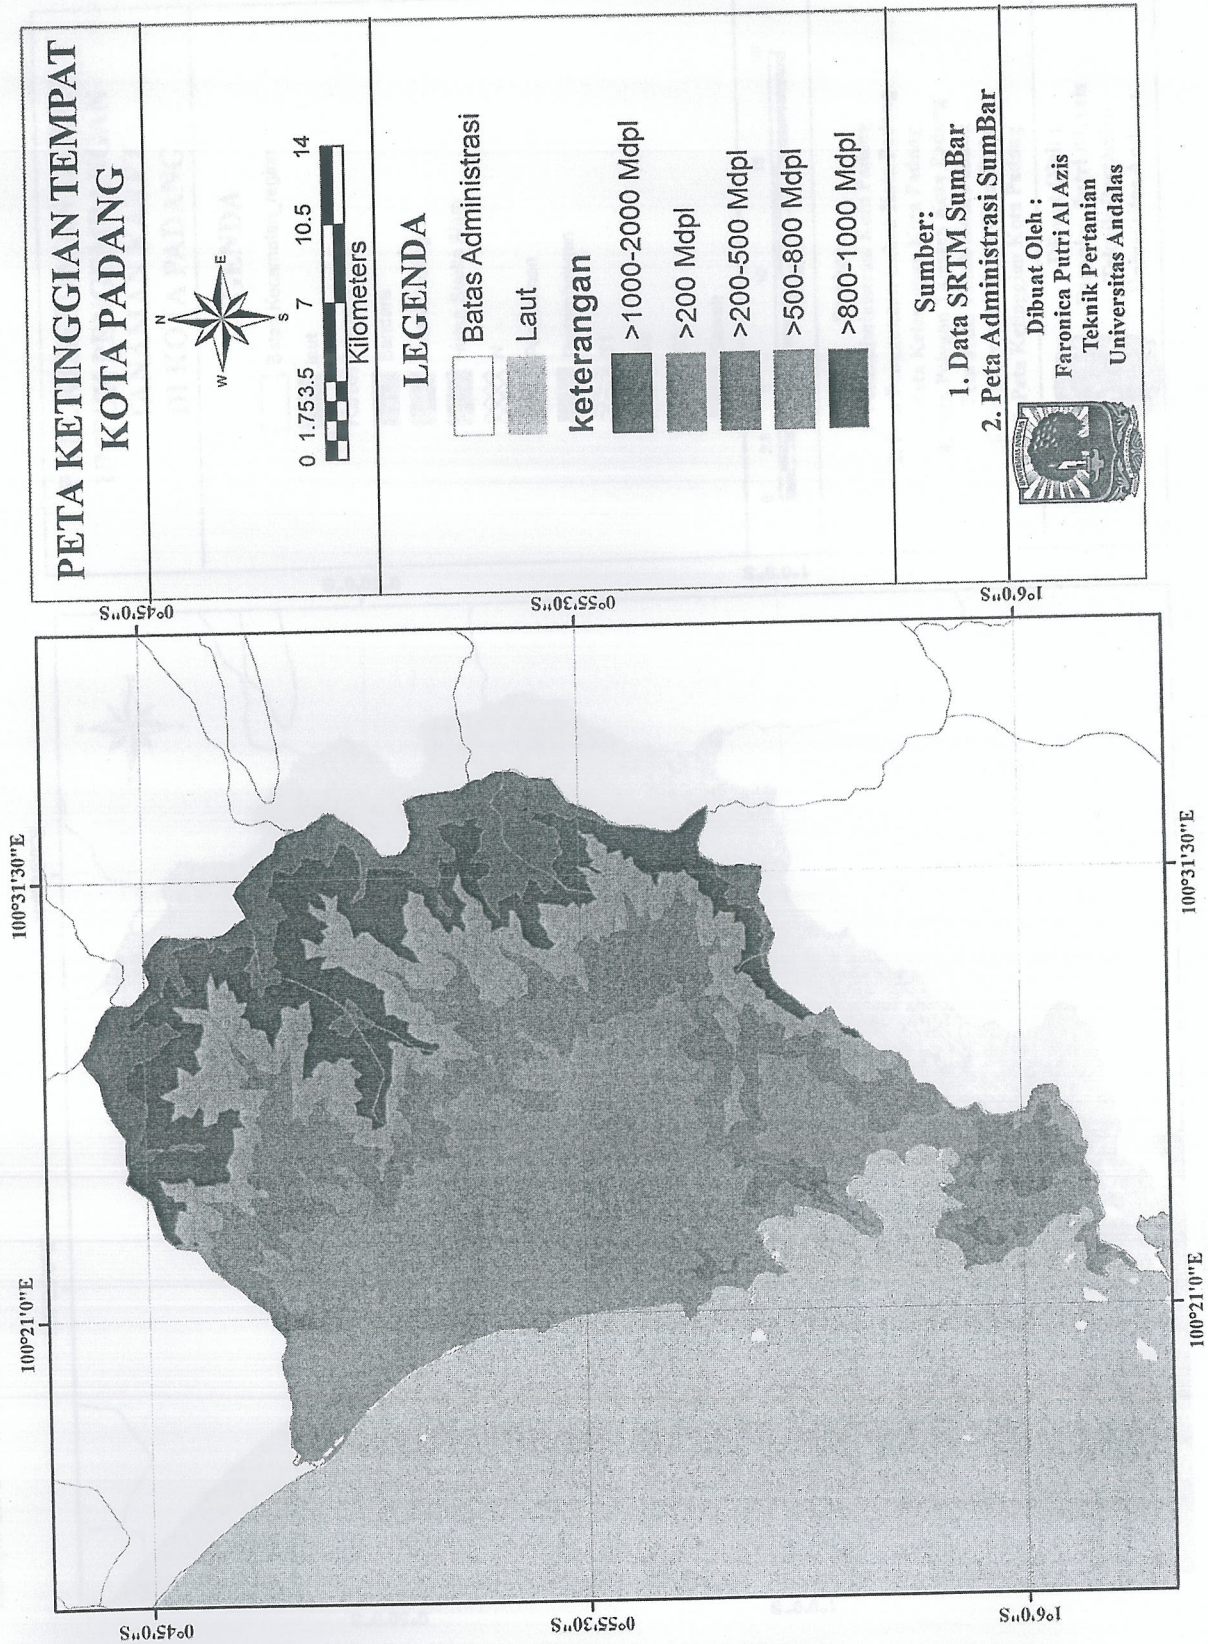 PETA KETINGGIAN TEMPAT
KOTA PADANG
N
W
E
S
0 1.753.5 7 10.5 14
Kilometers
LEGENDA
Batas Administrasi
Laut
keterangan
>1000-2000 Mdpl
>200 Mdpl
>200-500 Mdpl
>500-800 Mdpl
>800-1000 Mdpl
Sumber:
1. Data SRTM SumBar
2. Peta Administrasi SumBar
Dibuat Oleh :
Faronica Putri Al Azis
Teknik Pertanian
Universitas Andalas
100°21'0"E
100°31'30"E
0°45'0"S
0°55'30"S
1°6'0"S
0°45'0"S
0°55'30"S
1°6'0"S
100°21'0"E
100°31'30"E